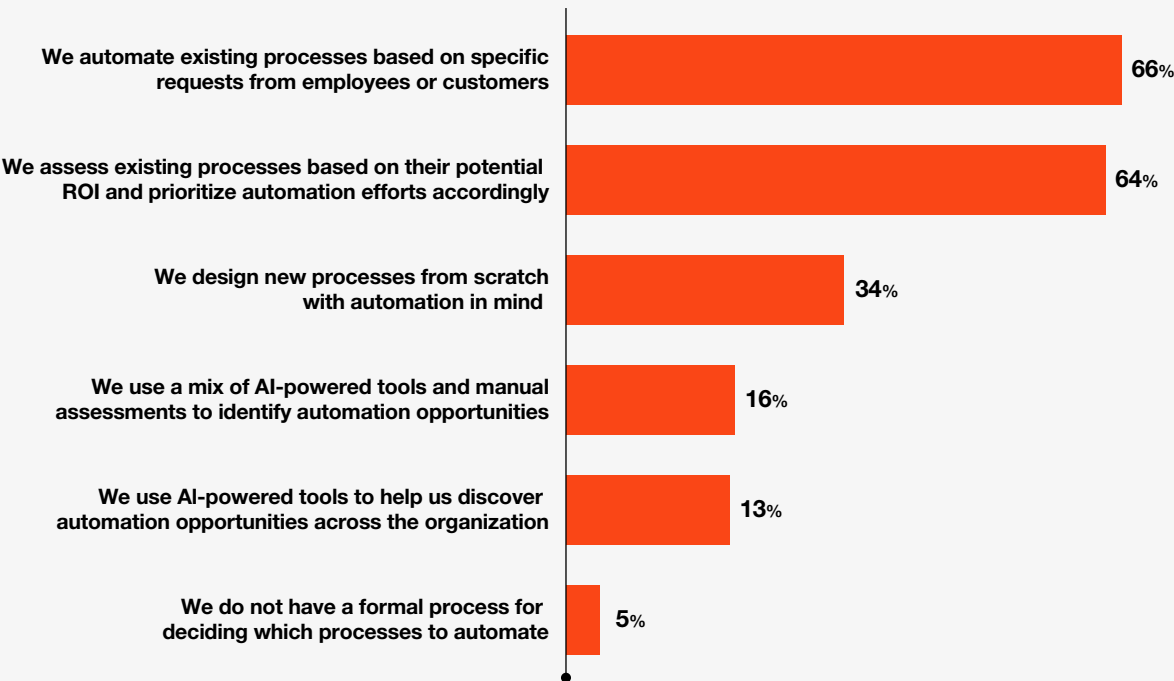 We automate existing processes based on specific
requests from employees or customers
66%
We assess existing processes based on their potential
ROI and prioritize automation efforts accordingly
64%
We design new processes from scratch
with automation in mind
34%
We use a mix of AI-powered tools and manual
assessments to identify automation opportunities
16%
We use AI-powered tools to help us discover
automation opportunities across the organization
13%
We do not have a formal process for
deciding which processes to automate
5%